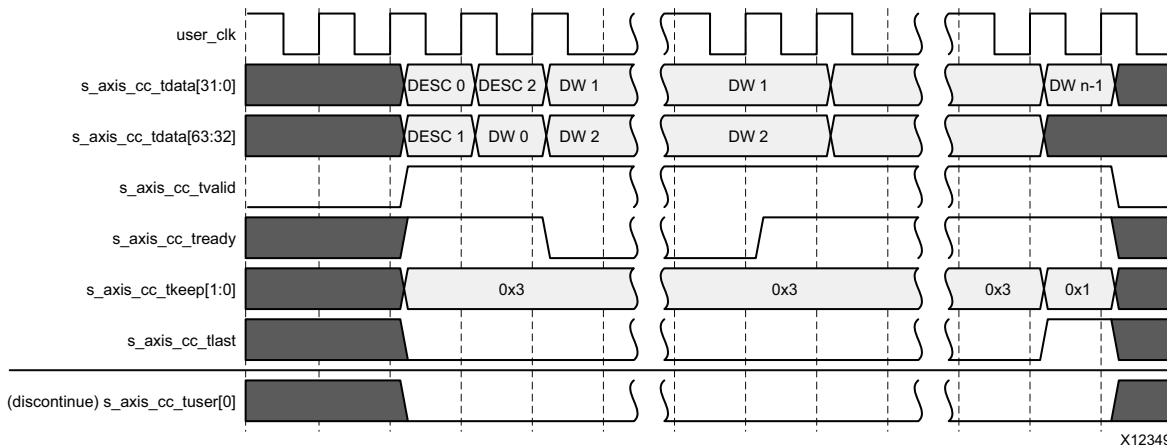 user_clk
s_axis_cc_tdata[31:0] DESC 0 DESC 2 DW 1 DW 1 DW n-1
s_axis_cc_tdata[63:32] DESC 1 DW 0 DW 2 DW 2
s_axis_cc_tvalid
s_axis_cc_tready
s_axis_cc_tkeep[1:0] 0x3 0x3 0x3 0x1
s_axis_cc_tlast
(discontinue) s_axis_cc_tuser[0]
X12349